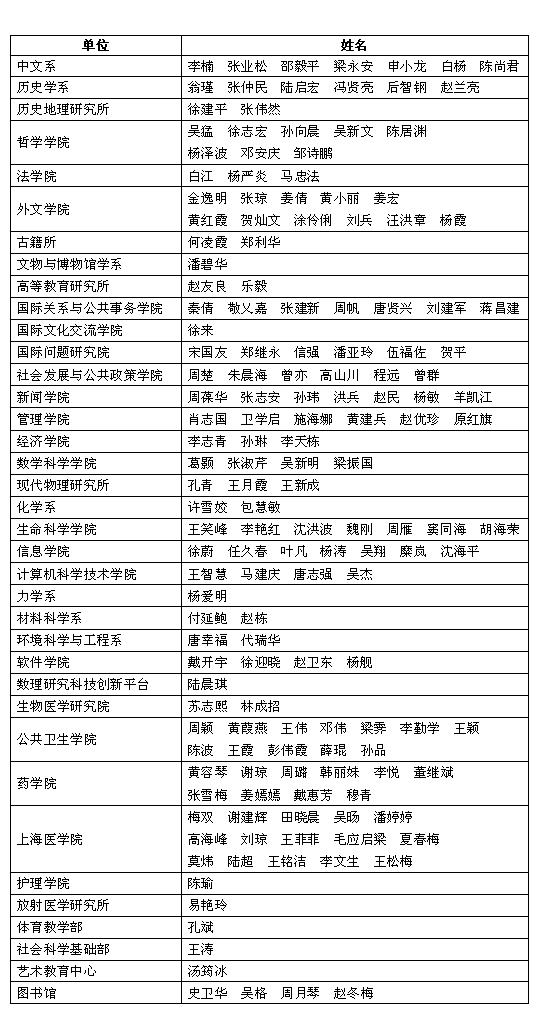 单位 姓名
中文系 李楠 张业松 邵毅平 梁永安 申小龙 白杨 陈尚君
历史学系 翁瑾 张仲民 陆启宏 冯贤亮 后智钢 赵兰亮
历史地理研究所 徐建平 张伟然
哲学学院 吴猛 徐志宏 孙向晨 吴新文 陈居渊
杨泽波 邓安庆 邹诗鹏
法学院 白江 杨严炎 马忠法
外文学院 金逸明 张琼 姜倩 黄小丽 姜宏
黄红霞 贺灿文 涂伶俐 刘兵 汪洪章 杨霞
古籍所 何凌霞 郑利华
文物与博物馆学系 潘碧华
高等教育研究所 赵友良 乐毅
国际关系与公共事务学院 秦倩 敬乂嘉 张建新 周帆 唐贤兴 刘建军 蒋昌建
国际文化交流学院 徐来
国际问题研究院 宋国友 郑继永 信强 潘亚玲 伍福佐 贺平
社会发展与公共政策学院 周楚 朱晨海 曾亦 高山川 程远 曾群
新闻学院 周葆华 张志安 孙玮 洪兵 赵民 杨敏 羊凯江
管理学院 肖志国 卫学启 施海娜 黄建兵 赵优珍 原红旗
经济学院 李志青 孙琳 李天栋
数学科学学院 葛颢 张淑芹 吴新明 梁振国
现代物理研究所 孔青 王月霞 王新成
化学系 许雪姣 包慧敏
生命科学学院 王笑峰 李艳红 沈洪波 魏刚 周雁 窦同海 胡海荣
信息学院 徐蔚 任久春 叶凡 杨涛 吴翔 糜岚 沈海平
计算机科学技术学院 王智慧 马建庆 唐志强 吴杰
力学系 杨爱明
材料科学系 付延鲍 赵栋
环境科学与工程系 唐幸福 代瑞华
软件学院 戴开宇 徐迎晓 赵卫东 杨舰
数理研究科技创新平台 陆晨琪
生物医学研究院 苏志熙 林成招
公共卫生学院 周颖 黄葭燕 王伟 邓伟 梁霁 李勤学 王颖
陈波 王霞 彭伟霞 薛琨 孙品
药学院 黄容琴 谢琼 周璐 韩丽妹 李悦 董继斌
张雪梅 姜嫣嫣 戴惠芳 穆青
上海医学院 梅双 谢建辉 田晓晨 吴旸 潘婷婷
高海峰 刘琼 王菲菲 毛应启梁 夏春梅
莫炜 陆超 王铭洁 李文生 王松梅
护理学院 陈瑜
放射医学研究所 易艳玲
体育教学部 孔斌
社会科学基础部 王涛
艺术教育中心 汤筠冰
图书馆 史卫华 吴格 周月琴 赵冬梅